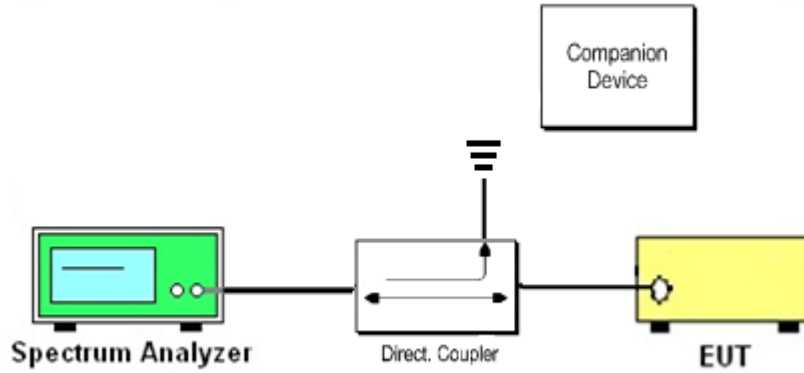 Companion
Device
Spectrum Analyzer
Direct. Coupler
EUT